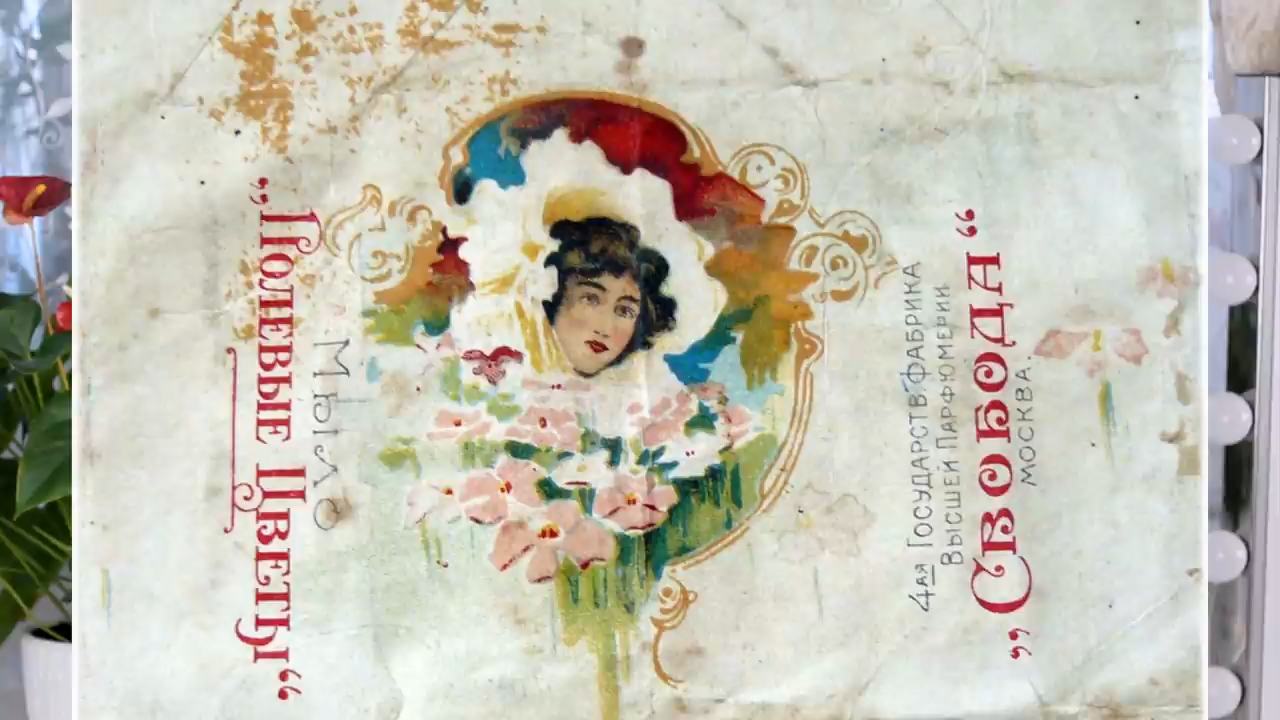 „Полевые Цветы“
Мыло
4ая Государств. фабрика
высшей парфюмерии
„Свобода“
Москва.